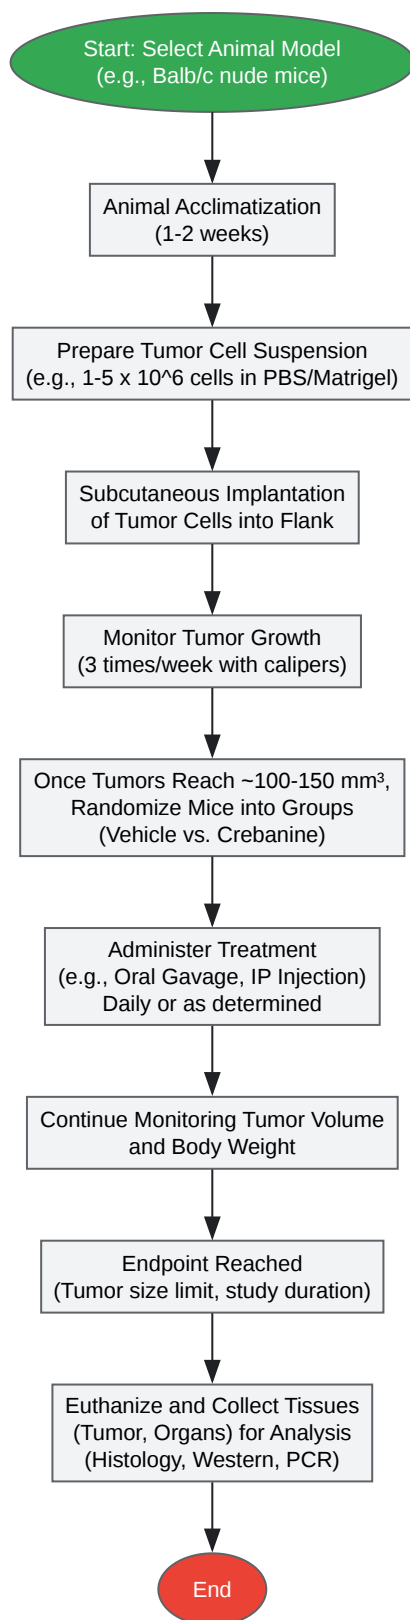 Start: Select Animal Model
(e.g., Balb/c nude mice)
Animal Acclimatization
(1-2 weeks)
Prepare Tumor Cell Suspension
(e.g., 1-5 x 10^6 cells in PBS/Matrigel)
Subcutaneous Implantation
of Tumor Cells into Flank
Monitor Tumor Growth
(3 times/week with calipers)
Once Tumors Reach ~100-150 mm³,
Randomize Mice into Groups
(Vehicle vs. Crebanine)
Administer Treatment
(e.g., Oral Gavage, IP Injection)
Daily or as determined
Continue Monitoring Tumor Volume
and Body Weight
Endpoint Reached
(Tumor size limit, study duration)
Euthanize and Collect Tissues
(Tumor, Organs) for Analysis
(Histology, Western, PCR)
End